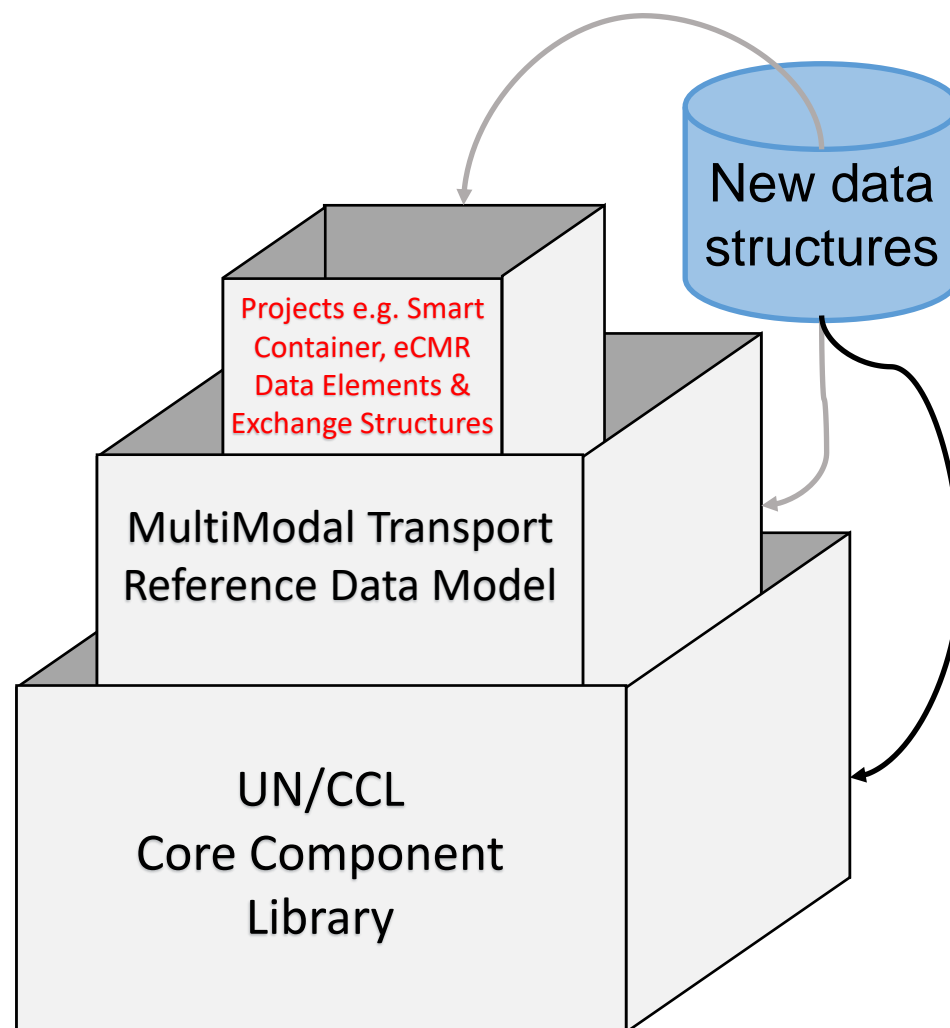 New data
structures
Projects e.g. Smart
Container, eCMR
Data Elements &
Exchange Structures
MultiModal Transport
Reference Data Model
UN/CCL
Core Component
Library